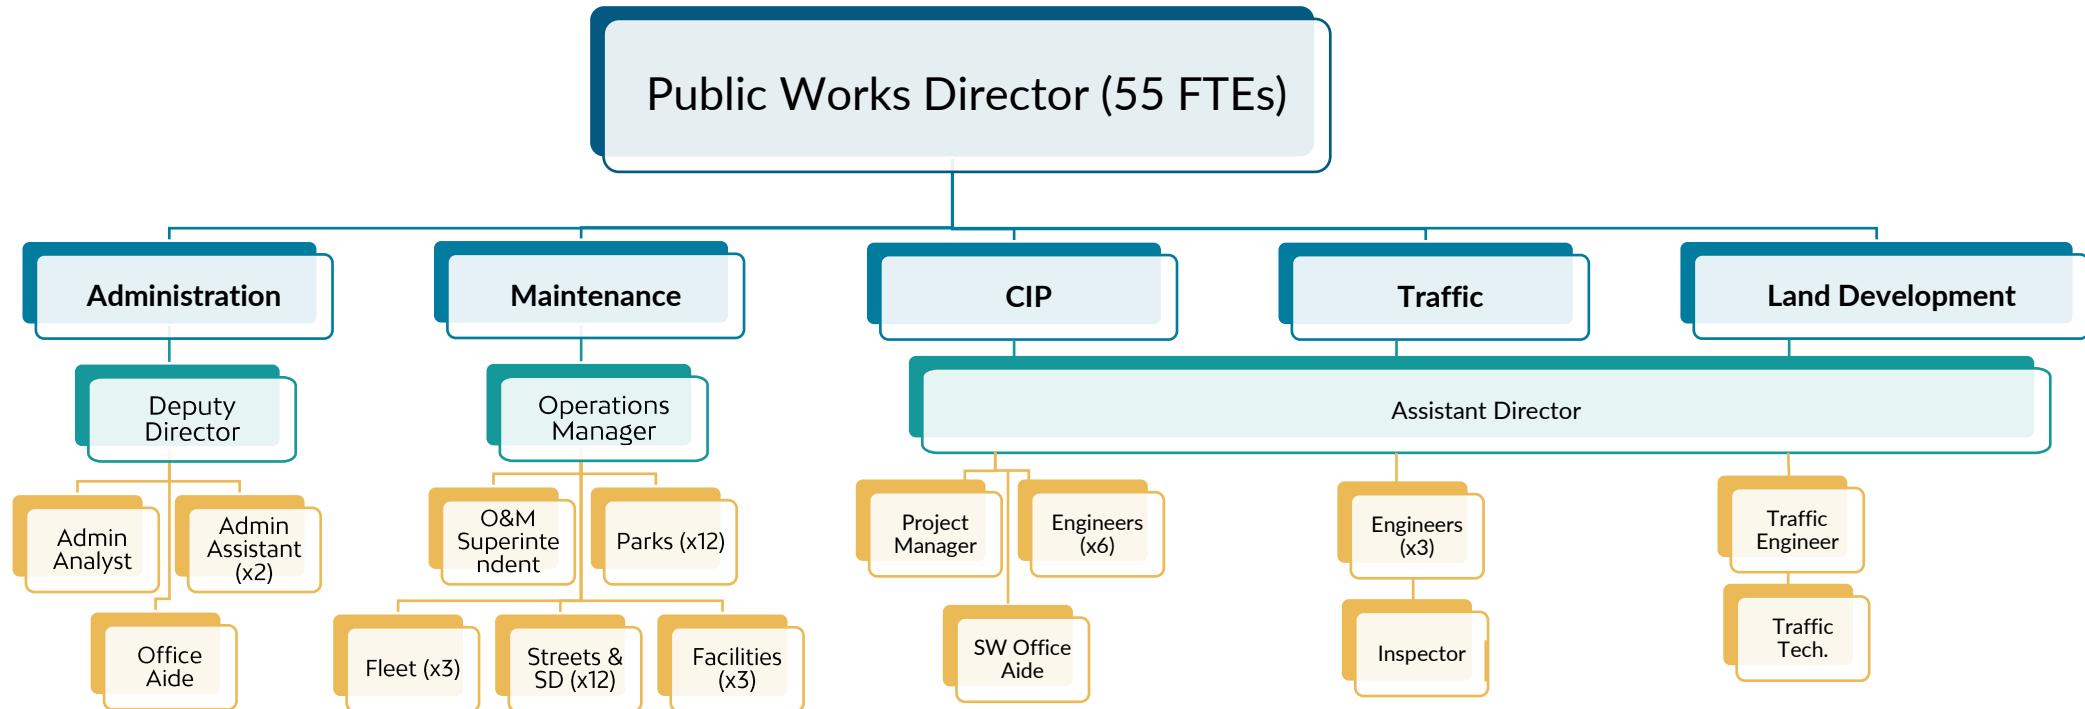 Public Works Director (55 FTEs)
Administration
Maintenance
CIP
Traffic
Land Development
Deputy
Director
Operations
Manager
Assistant Director
Admin
Analyst
Admin
Assistant
(x2)
Office
Aide
O&M
Superinte
ndent
Parks (x12)
Fleet (x3)
Streets &
SD (x12)
Facilities
(x3)
Project
Manager
Engineers
(x6)
SW Office
Aide
Engineers
(x3)
Inspector
Traffic
Engineer
Traffic
Tech.